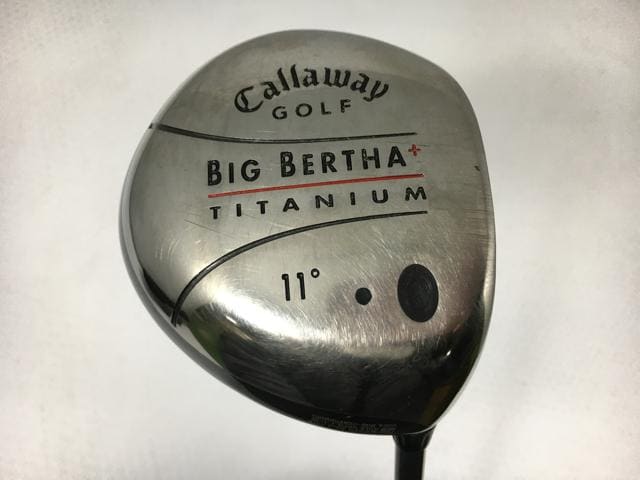 Callaway
GOLF
BIG BERTHA+
TITANIUM
11°